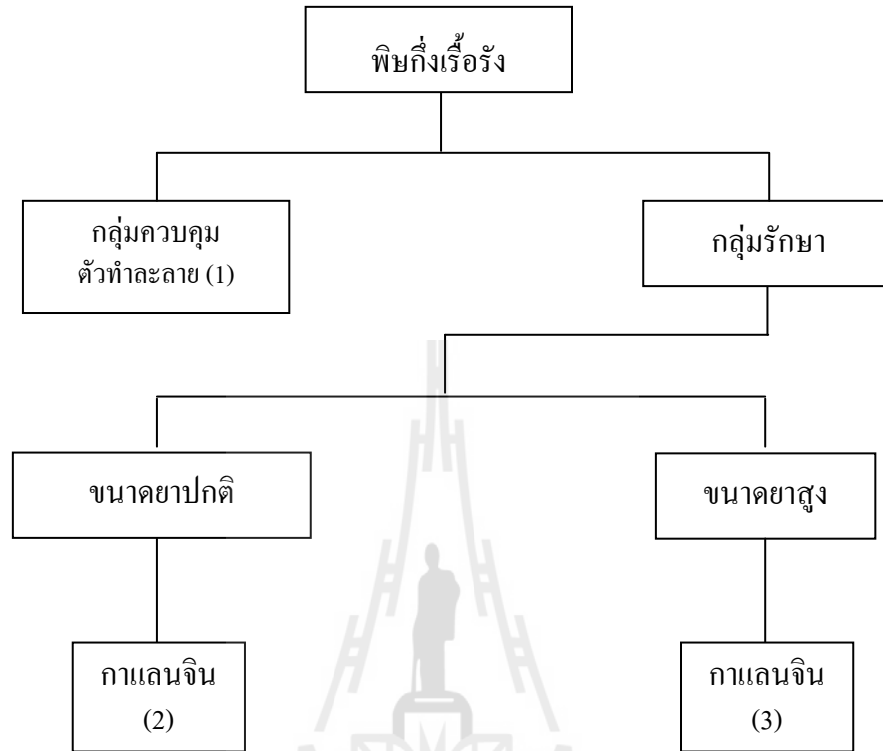 พิษกึ่งเรื้อรัง
กลุ่มควบคุม
ตัวทำละลาย (1)
กลุ่มรักษา
ขนาดยาปกติ
ขนาดยาสูง
กาแลนจิน
(2)
กาแลนจิน
(3)